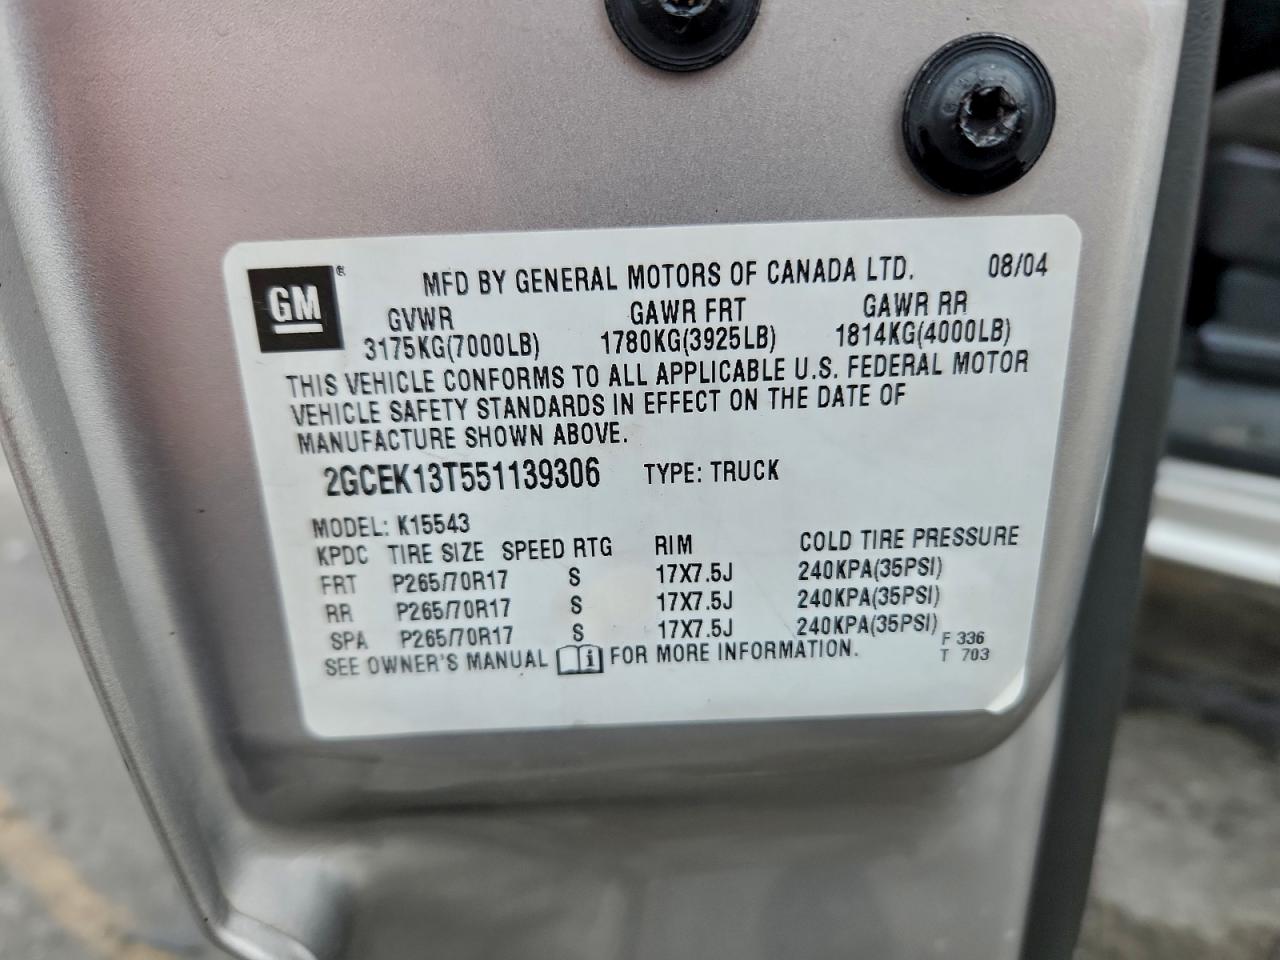 GM ®
MFD BY GENERAL MOTORS OF CANADA LTD. 08/04
GVWR GAWR FRT GAWR RR
3175KG(7000LB) 1780KG(3925LB) 1814KG(4000LB)
THIS VEHICLE CONFORMS TO ALL APPLICABLE U.S. FEDERAL MOTOR
VEHICLE SAFETY STANDARDS IN EFFECT ON THE DATE OF
MANUFACTURE SHOWN ABOVE.
2GCEK13T551139306 TYPE: TRUCK
MODEL: K15543
KPDC TIRE SIZE SPEED RTG RIM COLD TIRE PRESSURE
FRT P265/70R17 S 17X7.5J 240KPA(35PSI)
RR P265/70R17 S 17X7.5J 240KPA(35PSI)
SPA P265/70R17 S 17X7.5J 240KPA(35PSI)
SEE OWNER'S MANUAL i FOR MORE INFORMATION.
F 336
T 703